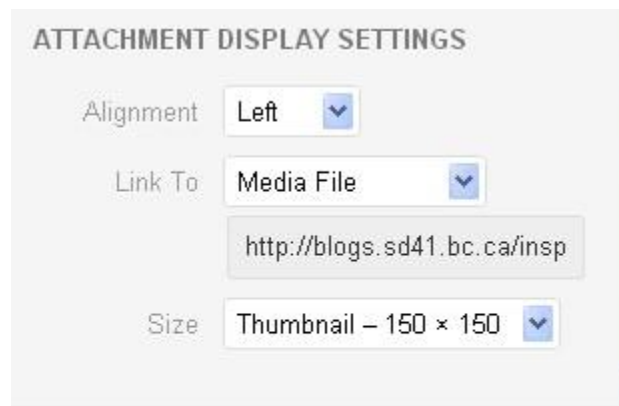 ATTACHMENT DISPLAY SETTINGS
Alignment Left
Link To Media File
http://blogs.sd41.bc.ca/insp
Size Thumbnail – 150 × 150